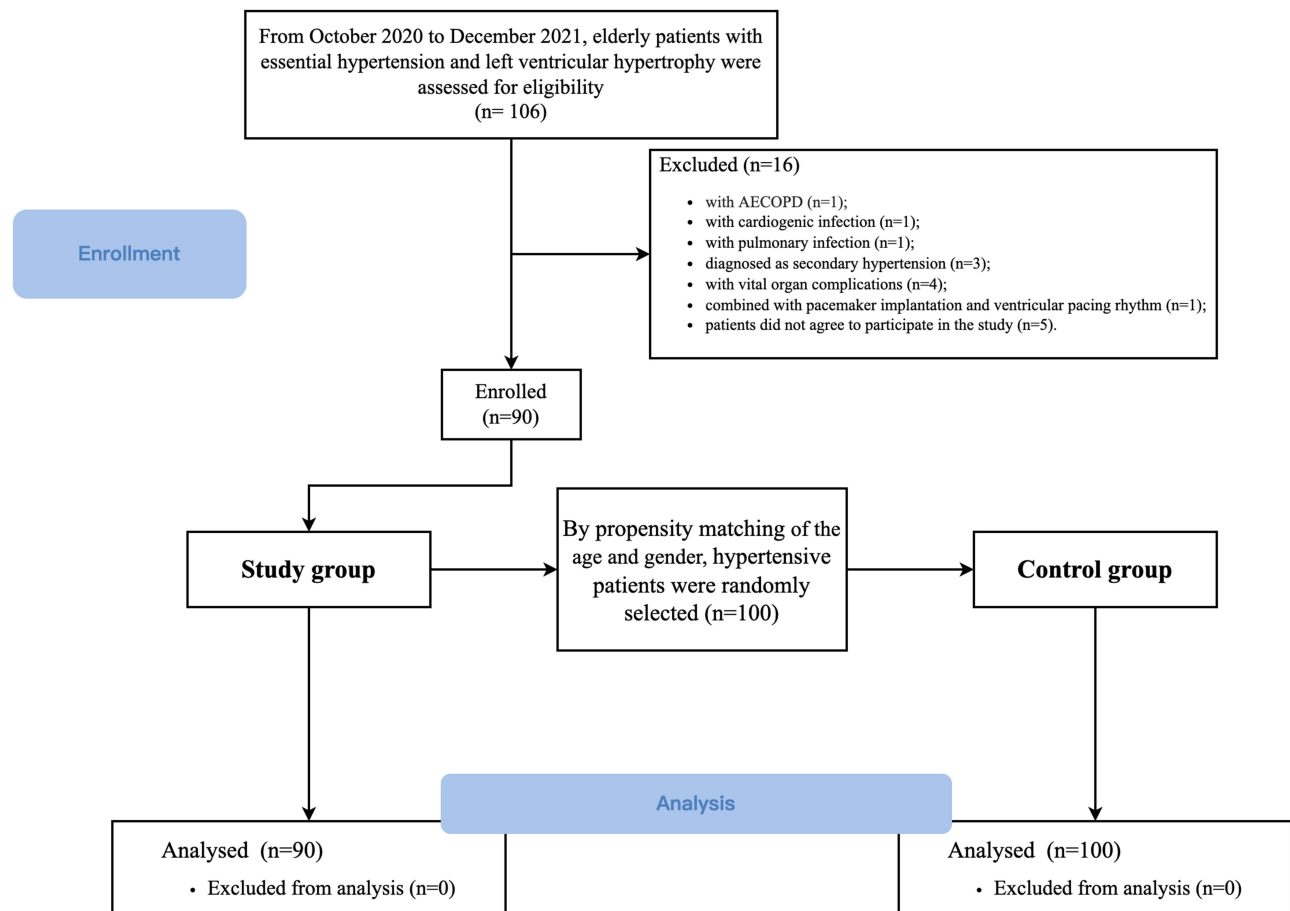 From October 2020 to December 2021, elderly patients with
essential hypertension and left ventricular hypertrophy were
assessed for eligibility
(n= 106)
Excluded (n=16)
• with AECOPD (n=1);
• with cardiogenic infection (n=1);
• with pulmonary infection (n=1);
• diagnosed as secondary hypertension (n=3);
• with vital organ complications (n=4);
• combined with pacemaker implantation and ventricular pacing rhythm (n=1);
• patients did not agree to participate in the study (n=5).
Enrollment
Enrolled
(n=90)
Study group
By propensity matching of the
age and gender, hypertensive
patients were randomly
selected (n=100)
Control group
Analysis
Analysed (n=90)
• Excluded from analysis (n=0)
Analysed (n=100)
• Excluded from analysis (n=0)